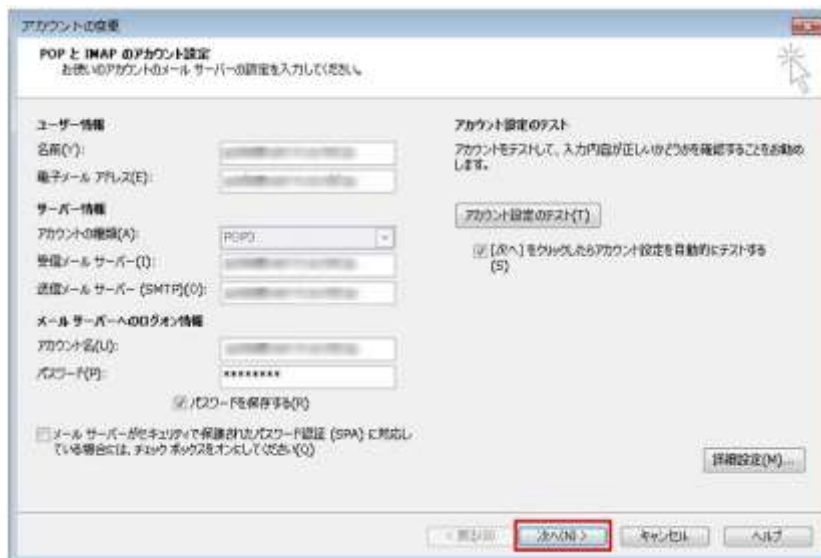 アカウントの変更
POP と IMAP のアカウント設定
お使いのアカウントのメール サーバーの設定を入力してください。
ユーザー情報
名前(Y):
電子メール アドレス(E):
サーバー情報
アカウントの種類(A):
POP3
受信メール サーバー(I):
送信メール サーバー (SMTP)(O):
メール サーバーへのログオン情報
アカウント名(U):
パスワード(P):
********
パスワードを保存する(R)
メール サーバーがセキュリティで保護されたパスワード認証 (SPA) に対応し
ている場合には、チェック ボックスをオンにしてください(Q)
アカウント設定のテスト
アカウントをテストして、入力内容が正しいかどうかを確認することをお勧め
します。
アカウント設定のテスト(T)
[次へ] をクリックしたらアカウント設定を自動的にテストする
(S)
詳細設定(M)...
< 戻る(B)
次へ(N) >
キャンセル
ヘルプ